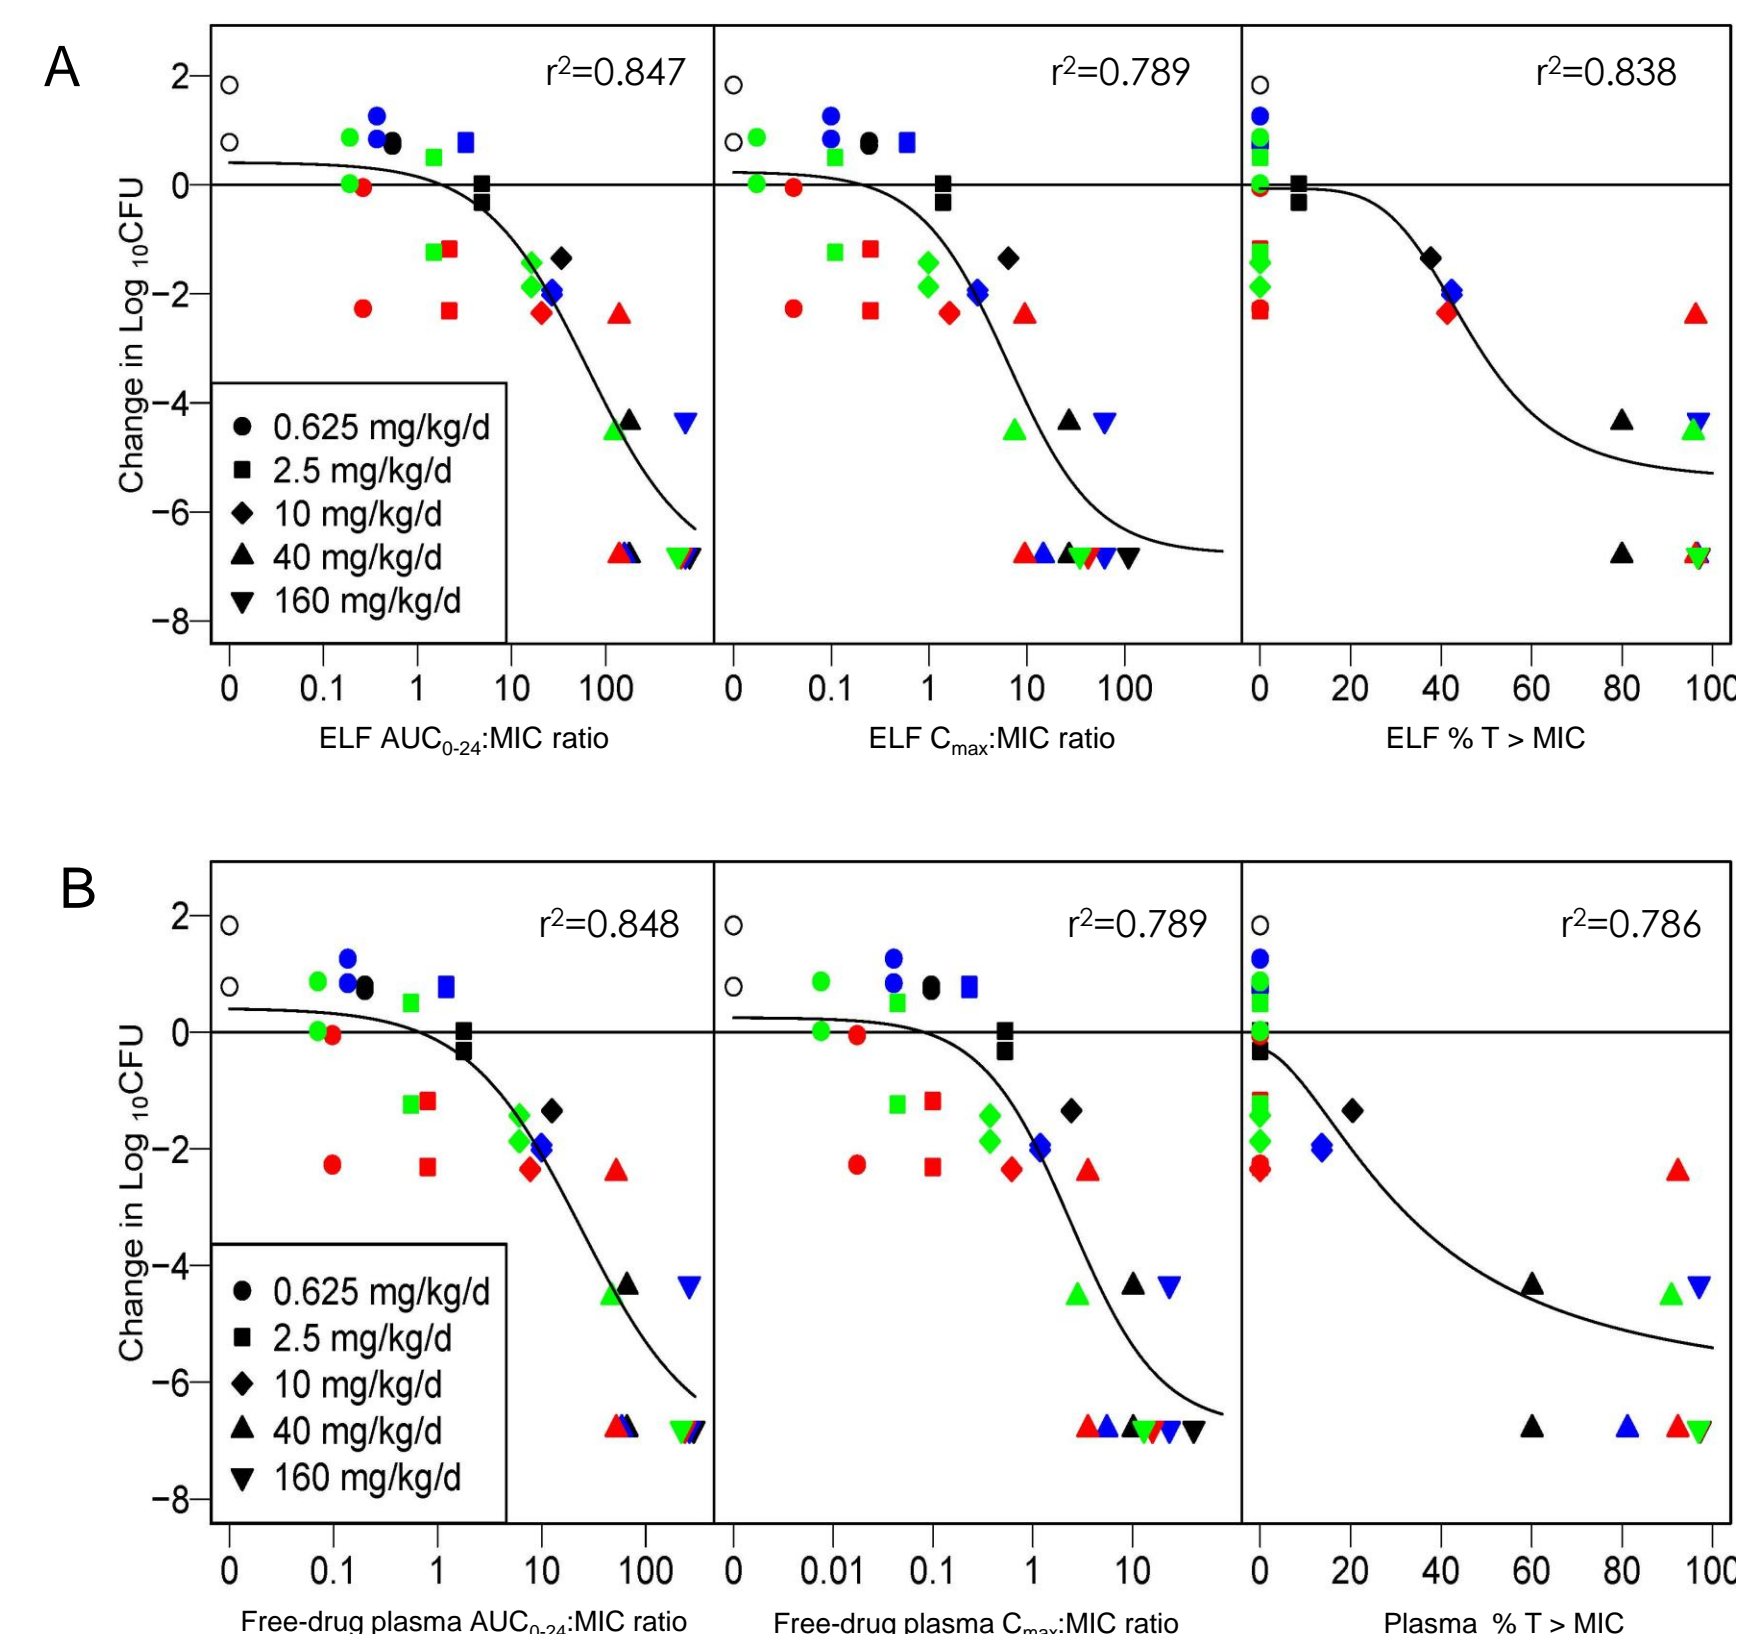 A
r²=0.847
r²=0.789
r²=0.838
Change in Log 10CFU
2
0
−2
−4
−6
−8
0.625 mg/kg/d
2.5 mg/kg/d
10 mg/kg/d
40 mg/kg/d
160 mg/kg/d
0 0.1 1 10 100
0 0.1 1 10 100
0 20 40 60 80 100
ELF AUC0-24:MIC ratio
ELF Cmax:MIC ratio
ELF % T > MIC
B
r²=0.848
r²=0.789
r²=0.786
Change in Log 10CFU
2
0
−2
−4
−6
−8
0.625 mg/kg/d
2.5 mg/kg/d
10 mg/kg/d
40 mg/kg/d
160 mg/kg/d
0 0.1 1 10 100
0 0.01 0.1 1 10
0 20 40 60 80 100
Free-drug plasma AUC0-24:MIC ratio
Free-drug plasma Cmax:MIC ratio
Plasma % T > MIC